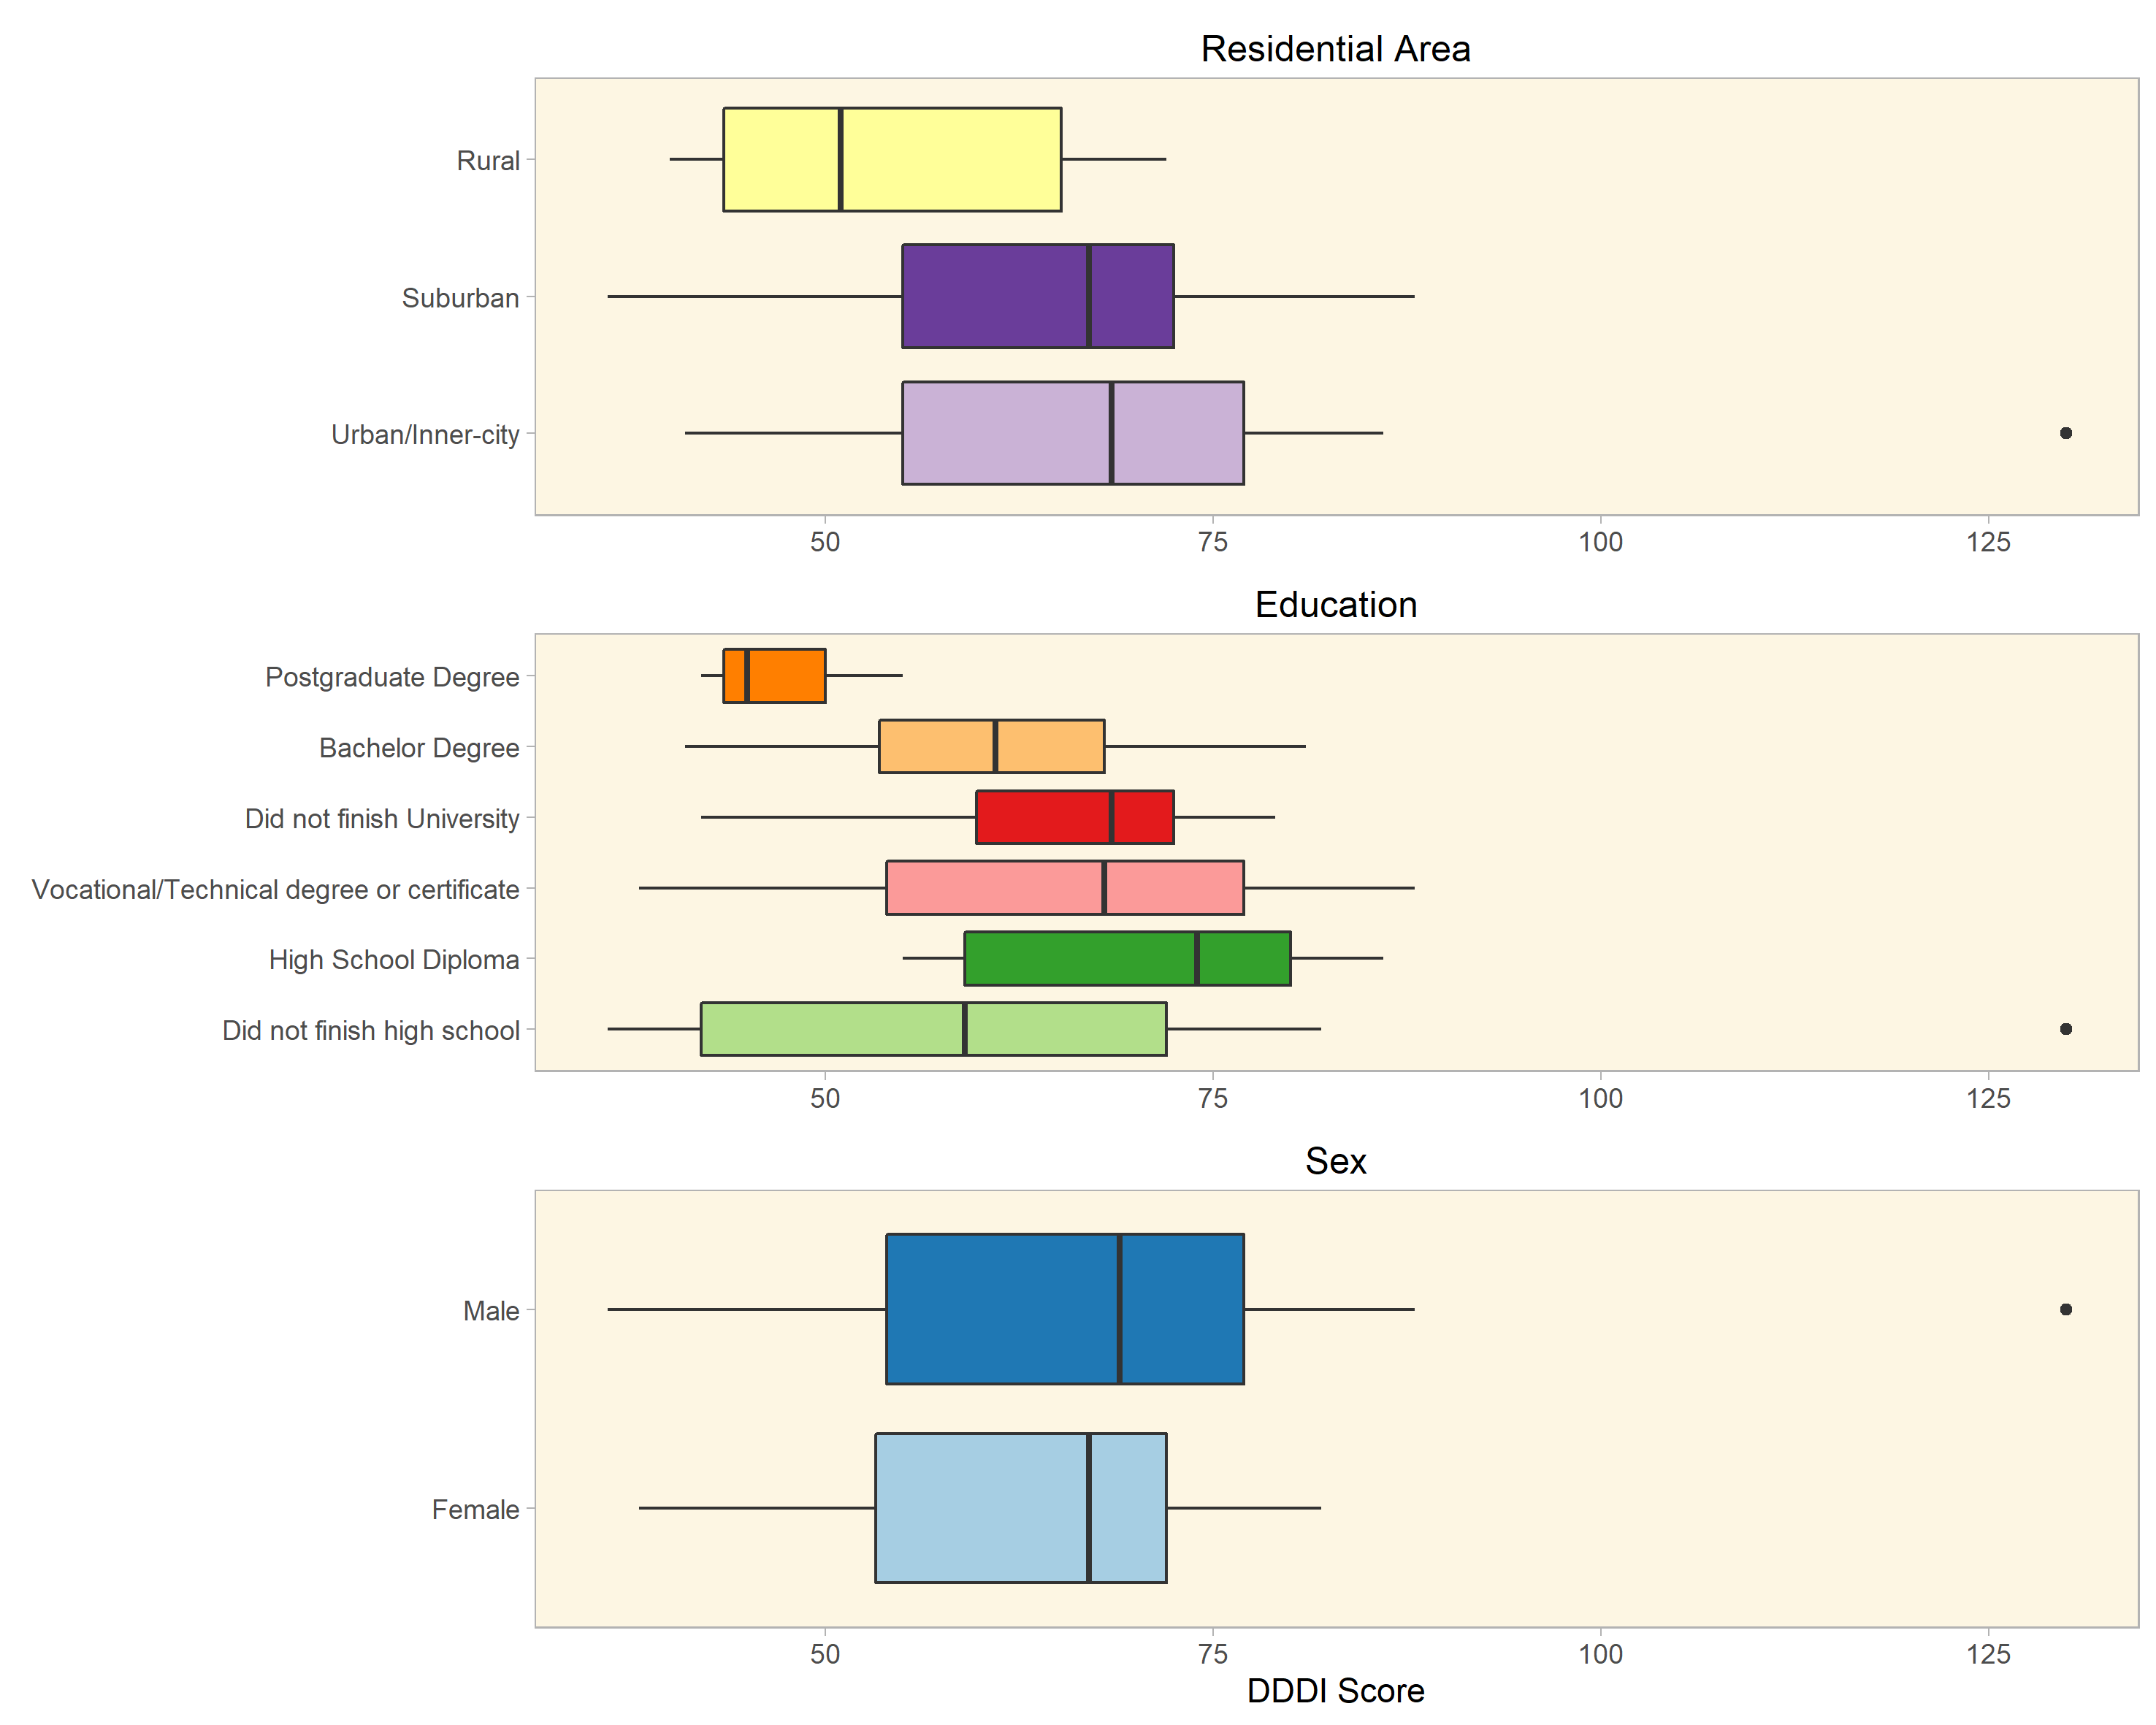 Residential Area
Rural
Suburban
Urban/Inner-city
50 75 100 125
Education
Postgraduate Degree
Bachelor Degree
Did not finish University
Vocational/Technical degree or certificate
High School Diploma
Did not finish high school
50 75 100 125
Sex
Male
Female
50 75 100 125
DDDI Score